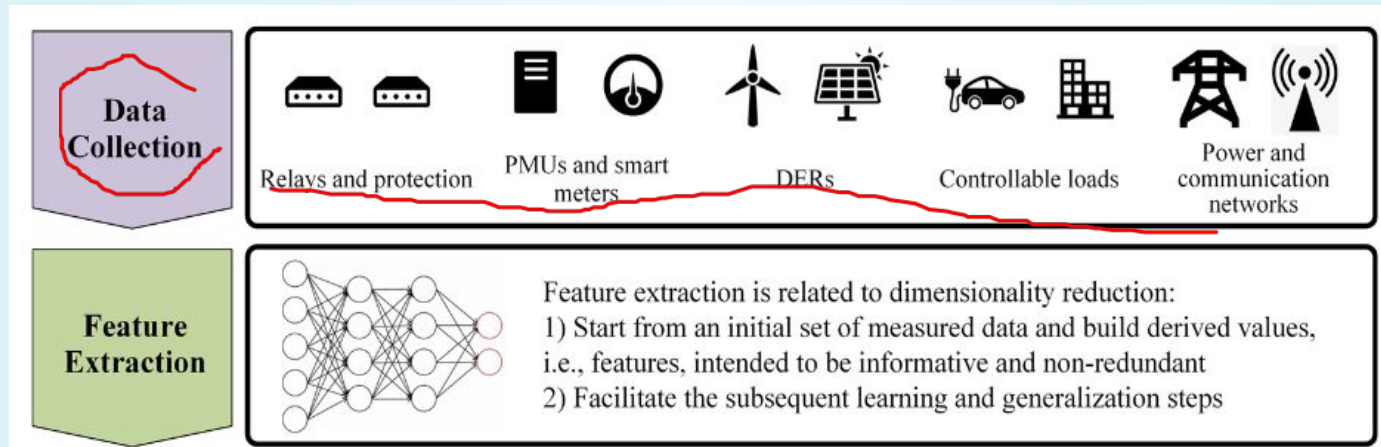 Data
Collection
Relays and protection
PMUs and smart
meters
DERs
Controllable loads
Power and
communication
networks
Feature
Extraction
Feature extraction is related to dimensionality reduction:
1) Start from an initial set of measured data and build derived values,
i.e., features, intended to be informative and non-redundant
2) Facilitate the subsequent learning and generalization steps